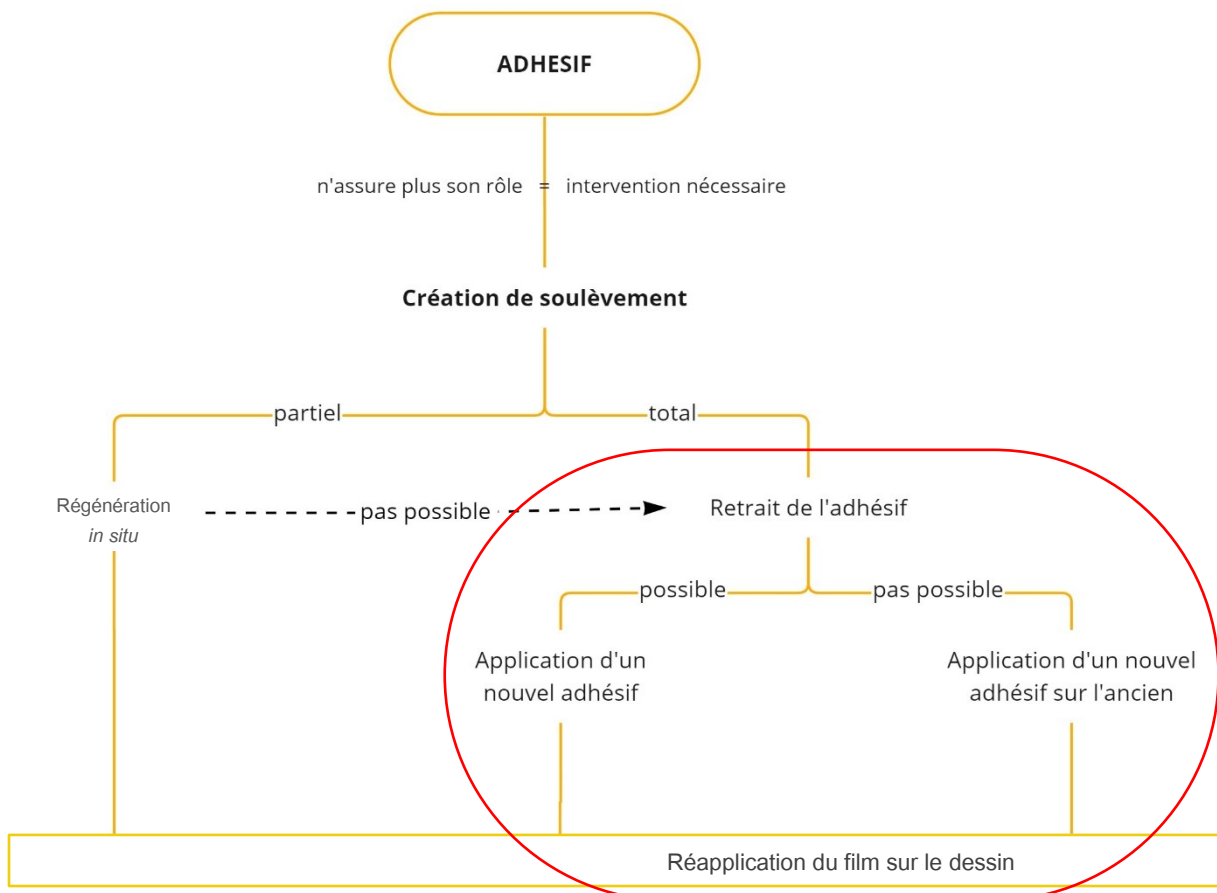 ADHESIF
n'assure plus son rôle = intervention nécessaire
Création de soulèvement
partiel
total
Régénération
in situ
pas possible
Retrait de l'adhésif
possible
pas possible
Application d'un
nouvel adhésif
Application d'un nouvel
adhésif sur l'ancien
Réapplication du film sur le dessin